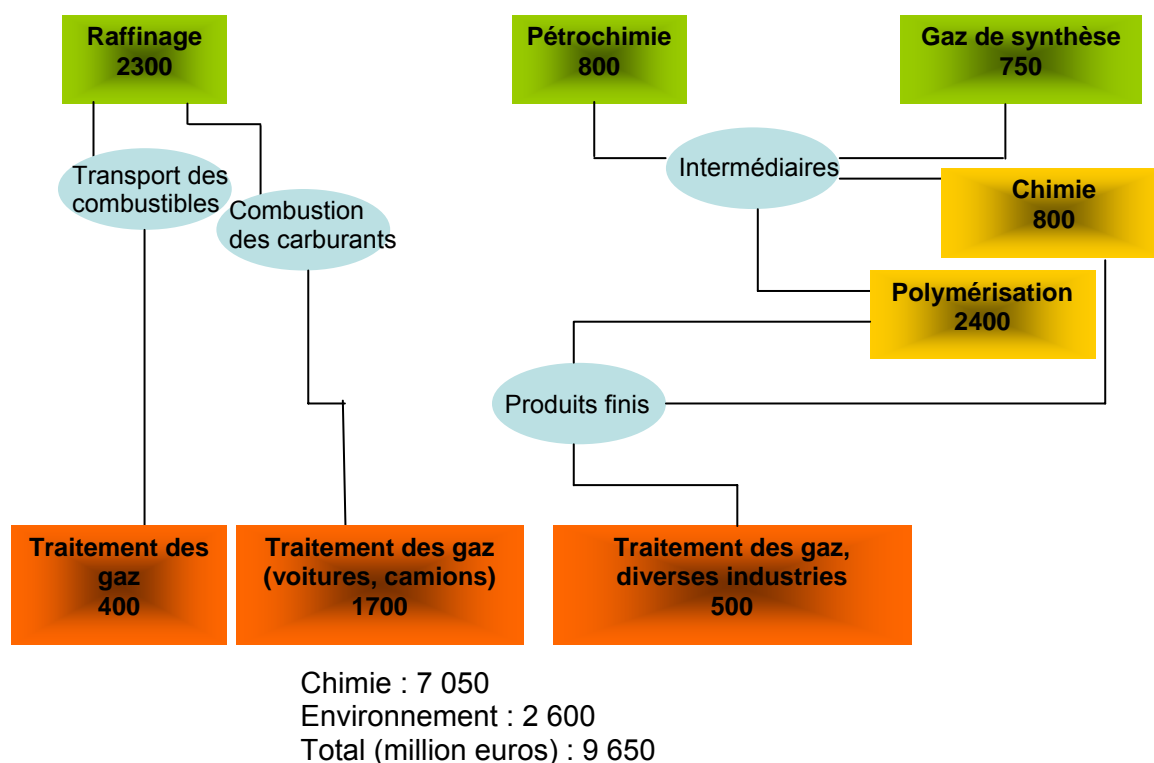 Raffinage
2300
Pétrochimie
800
Gaz de synthèse
750
Transport des
combustibles
Combustion
des carburants
Intermédiaires
Chimie
800
Polymérisation
2400
Produits finis
Traitement des
gaz
400
Traitement des gaz
(voitures, camions)
1700
Traitement des gaz,
diverses industries
500
Chimie : 7 050
Environnement : 2 600
Total (million euros) : 9 650